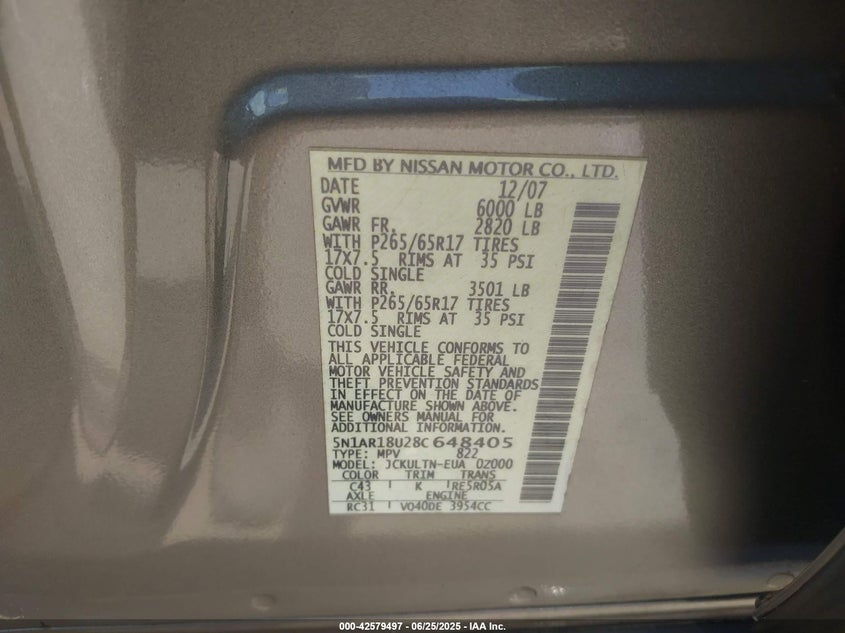 MFD BY NISSAN MOTOR CO., LTD.
DATE 12/07
GVWR 6000 LB
GAWR FR. 2820 LB
WITH P265/65R17 TIRES
17X7.5 RIMS AT 35 PSI
COLD SINGLE
GAWR RR. 3501 LB
WITH P265/65R17 TIRES
17X7.5 RIMS AT 35 PSI
COLD SINGLE
THIS VEHICLE CONFORMS TO
ALL APPLICABLE FEDERAL
MOTOR VEHICLE SAFETY AND
THEFT PREVENTION STANDARDS
IN EFFECT ON THE DATE OF
MANUFACTURE SHOWN ABOVE.
SEE OWNERS MANUAL FOR
ADDITIONAL INFORMATION.
5N1AR18U28C 648405
TYPE: MPV 822
MODEL: JCKULTN-EUA 02000
COLOR TRIM TRANS
C43 K RE5R05A
AXLE ENGINE
RC31 VQ40DE 3954CC
000-42579497 - 06/25/2025 - IAA Inc.